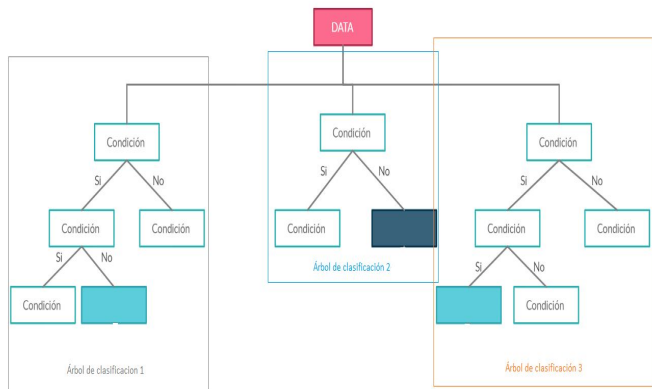 DATA
Condición
Si
No
Condición
Condición
Si
No
Condición
Árbol de clasificacion 1
Condición
Si
No
Condición
Árbol de clasificación 2
Condición
Si
No
Condición
Condición
Si
No
Condición
Árbol de clasificación 3